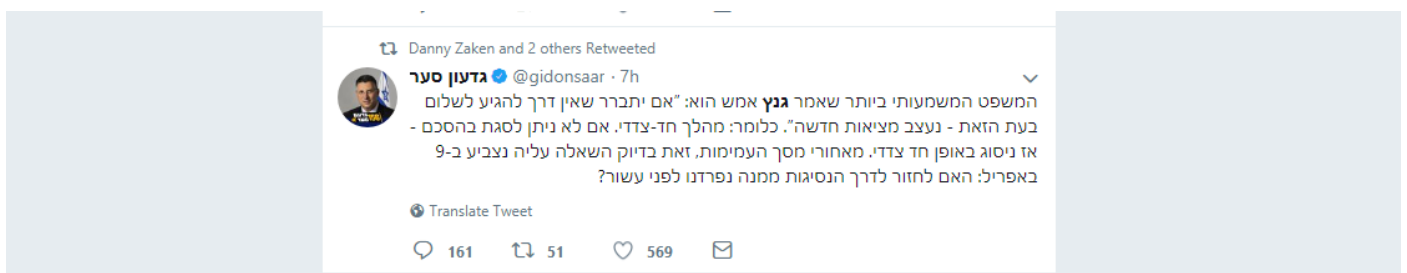 Danny Zaken and 2 others Retweeted
גדעון סער @gidonsaar · 7h
המשפט המשמעותי ביותר שאמר גנץ אמש הוא: "אם יתברר שאין דרך להגיע לשלום
בעת הזאת - נעצב מציאות חדשה". כלומר: מהלך חד-צדדי. אם לא ניתן לסגת בהסכם -
אז ניסוג באופן חד צדדי. מאחורי מסך העמימות, זאת בדיוק השאלה עליה נצביע ב-9
באפריל: האם לחזור לדרך הנסיגות ממנה נפרדנו לפני עשור?
Translate Tweet
161 51 569